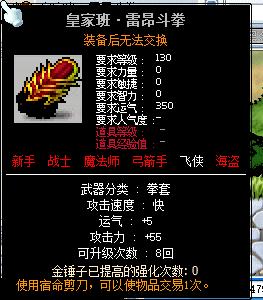 皇家班·雷昂斗拳
装备后无法交换
要求等级： 130
要求力量： 0
要求敏捷： 0
要求智力： 0
要求运气： 350
要求人气度： -
道具等级： -
道具经验值： -
新手 战士 魔法师 弓箭手 飞侠 海盗
武器分类 ： 拳套
攻击速度 ： 快
运气 ： +5
攻击力 ： +55
可升级次数 ： 8回
金锤子已提高的强化次数: 0
使用宿命剪刀，可以使物品交易1次。